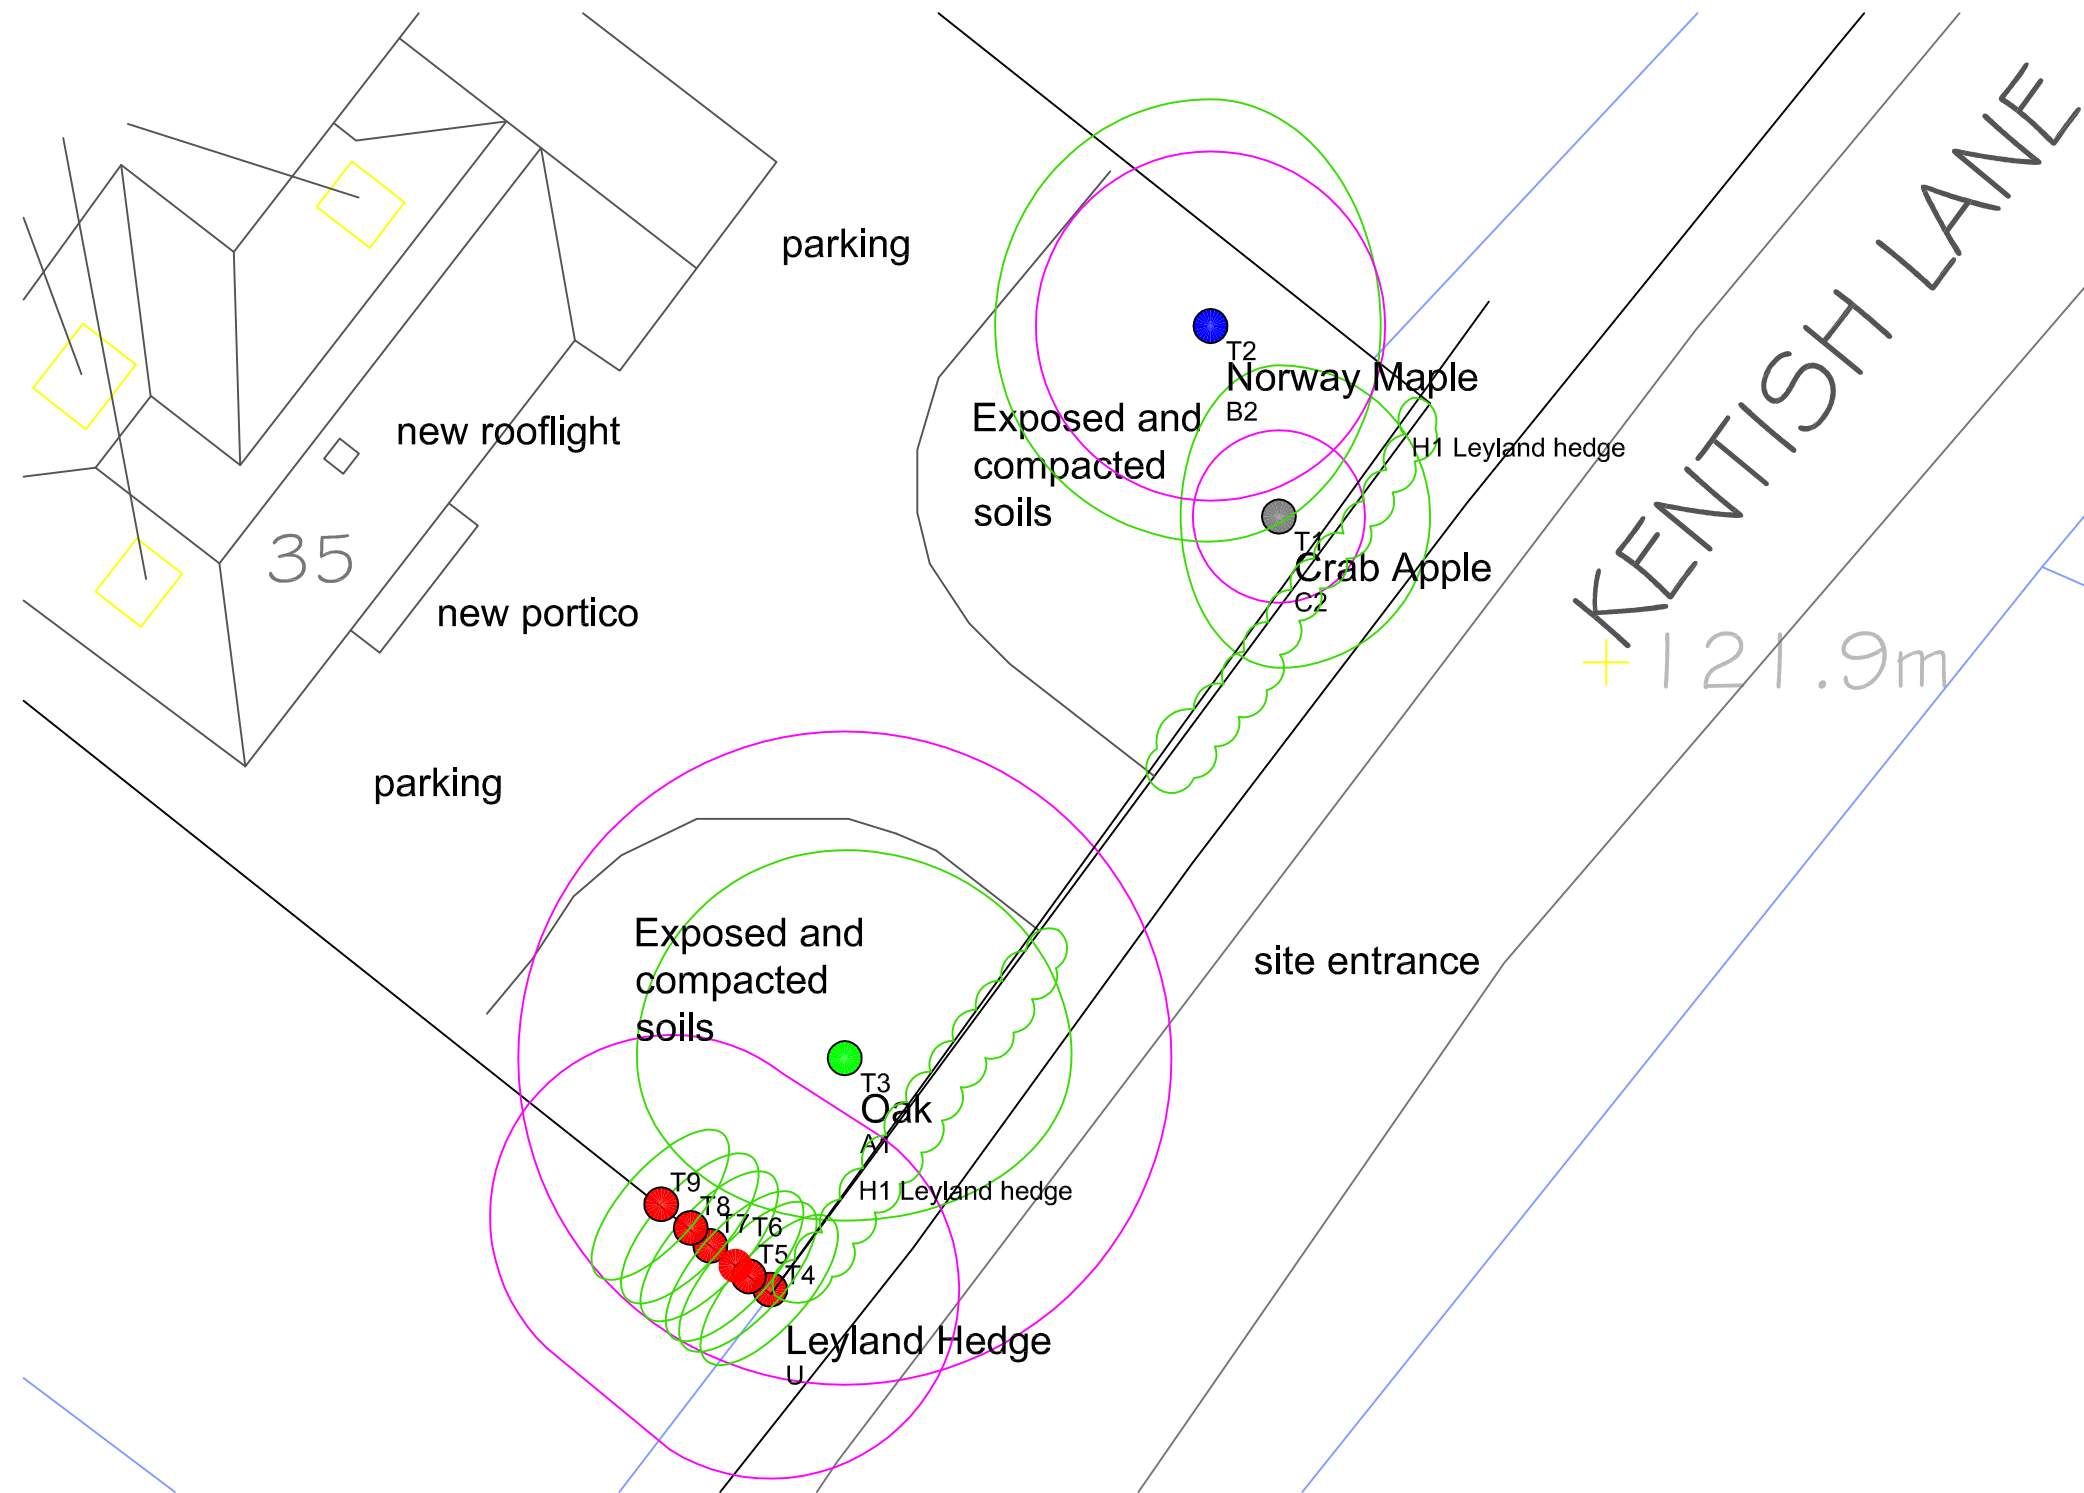 parking
KENTISH LANE
T2
Norway Maple
B2
Exposed and
compacted
soils
H1 Leyland hedge
new rooflight
T1
Crab Apple
C2
35
new portico
+121.9m
parking
Exposed and
compacted
soils
site entrance
T3
Oak
A1
H1 Leyland hedge
T9
T8
T7
T6
T5
T4
Leyland Hedge
U